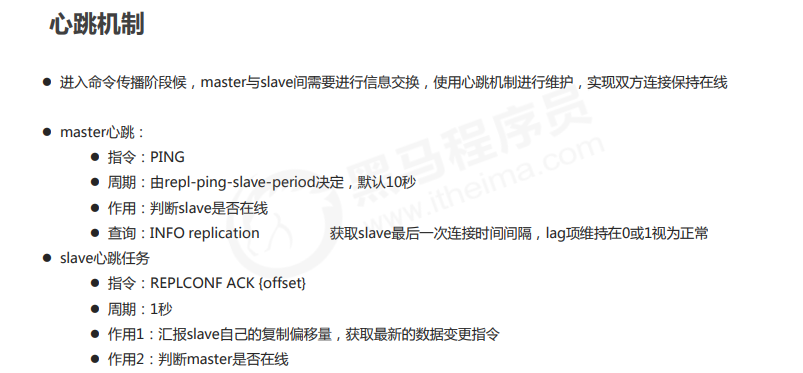 心跳机制
● 进入命令传播阶段候，master与slave间需要进行信息交换，使用心跳机制进行维护，实现双方连接保持在线
● master心跳：
● 指令：PING
● 周期：由repl-ping-slave-period决定，默认10秒
● 作用：判断slave是否在线
● 查询：INFO replication 获取slave最后一次连接时间间隔，lag项维持在0或1视为正常
● slave心跳任务
● 指令：REPLCONF ACK {offset}
● 周期：1秒
● 作用1：汇报slave自己的复制偏移量，获取最新的数据变更指令
● 作用2：判断master是否在线
黑马程序员
www.itheima.com